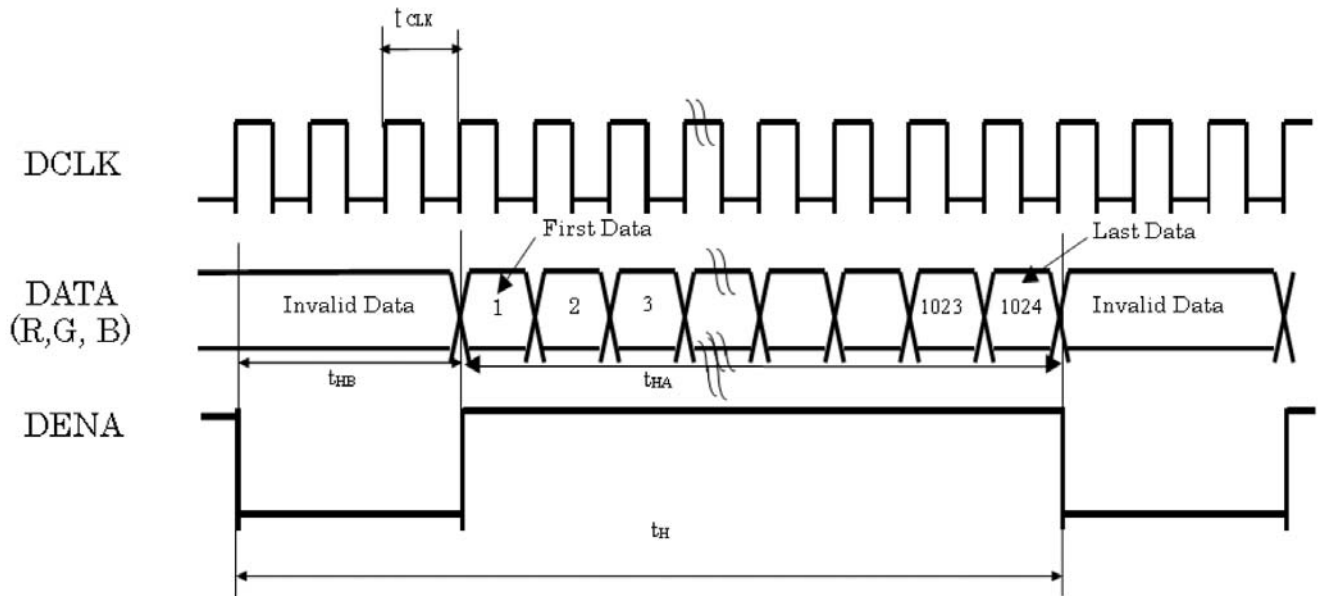 t CLK
DCLK
First Data
Last Data
DATA
(R,G, B)
Invalid Data
1
2
3
1023
1024
Invalid Data
tHB
tHA
DENA
tH